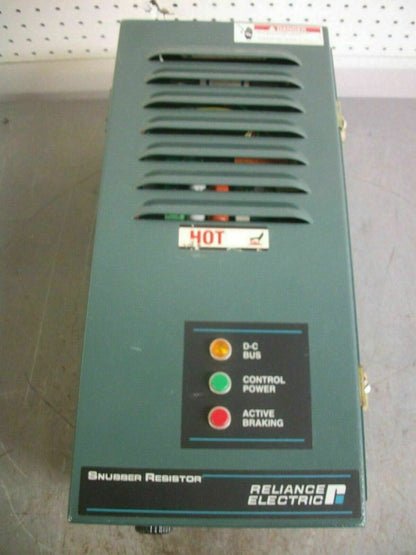 DANGER
HOT
D-C
BUS
CONTROL
POWER
ACTIVE
BRAKING
SNUBBER RESISTOR
RELIANCE
ELECTRIC